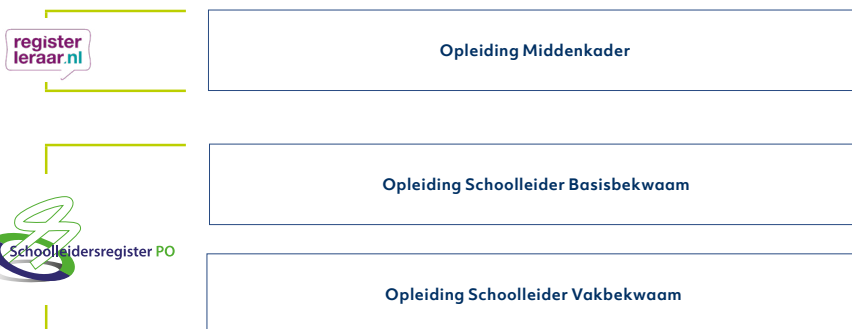 register
leraar.nl
Opleiding Middenkader
Opleiding Schoolleider Basisbekwaam
Schoolleidersregister PO
Opleiding Schoolleider Vakbekwaam